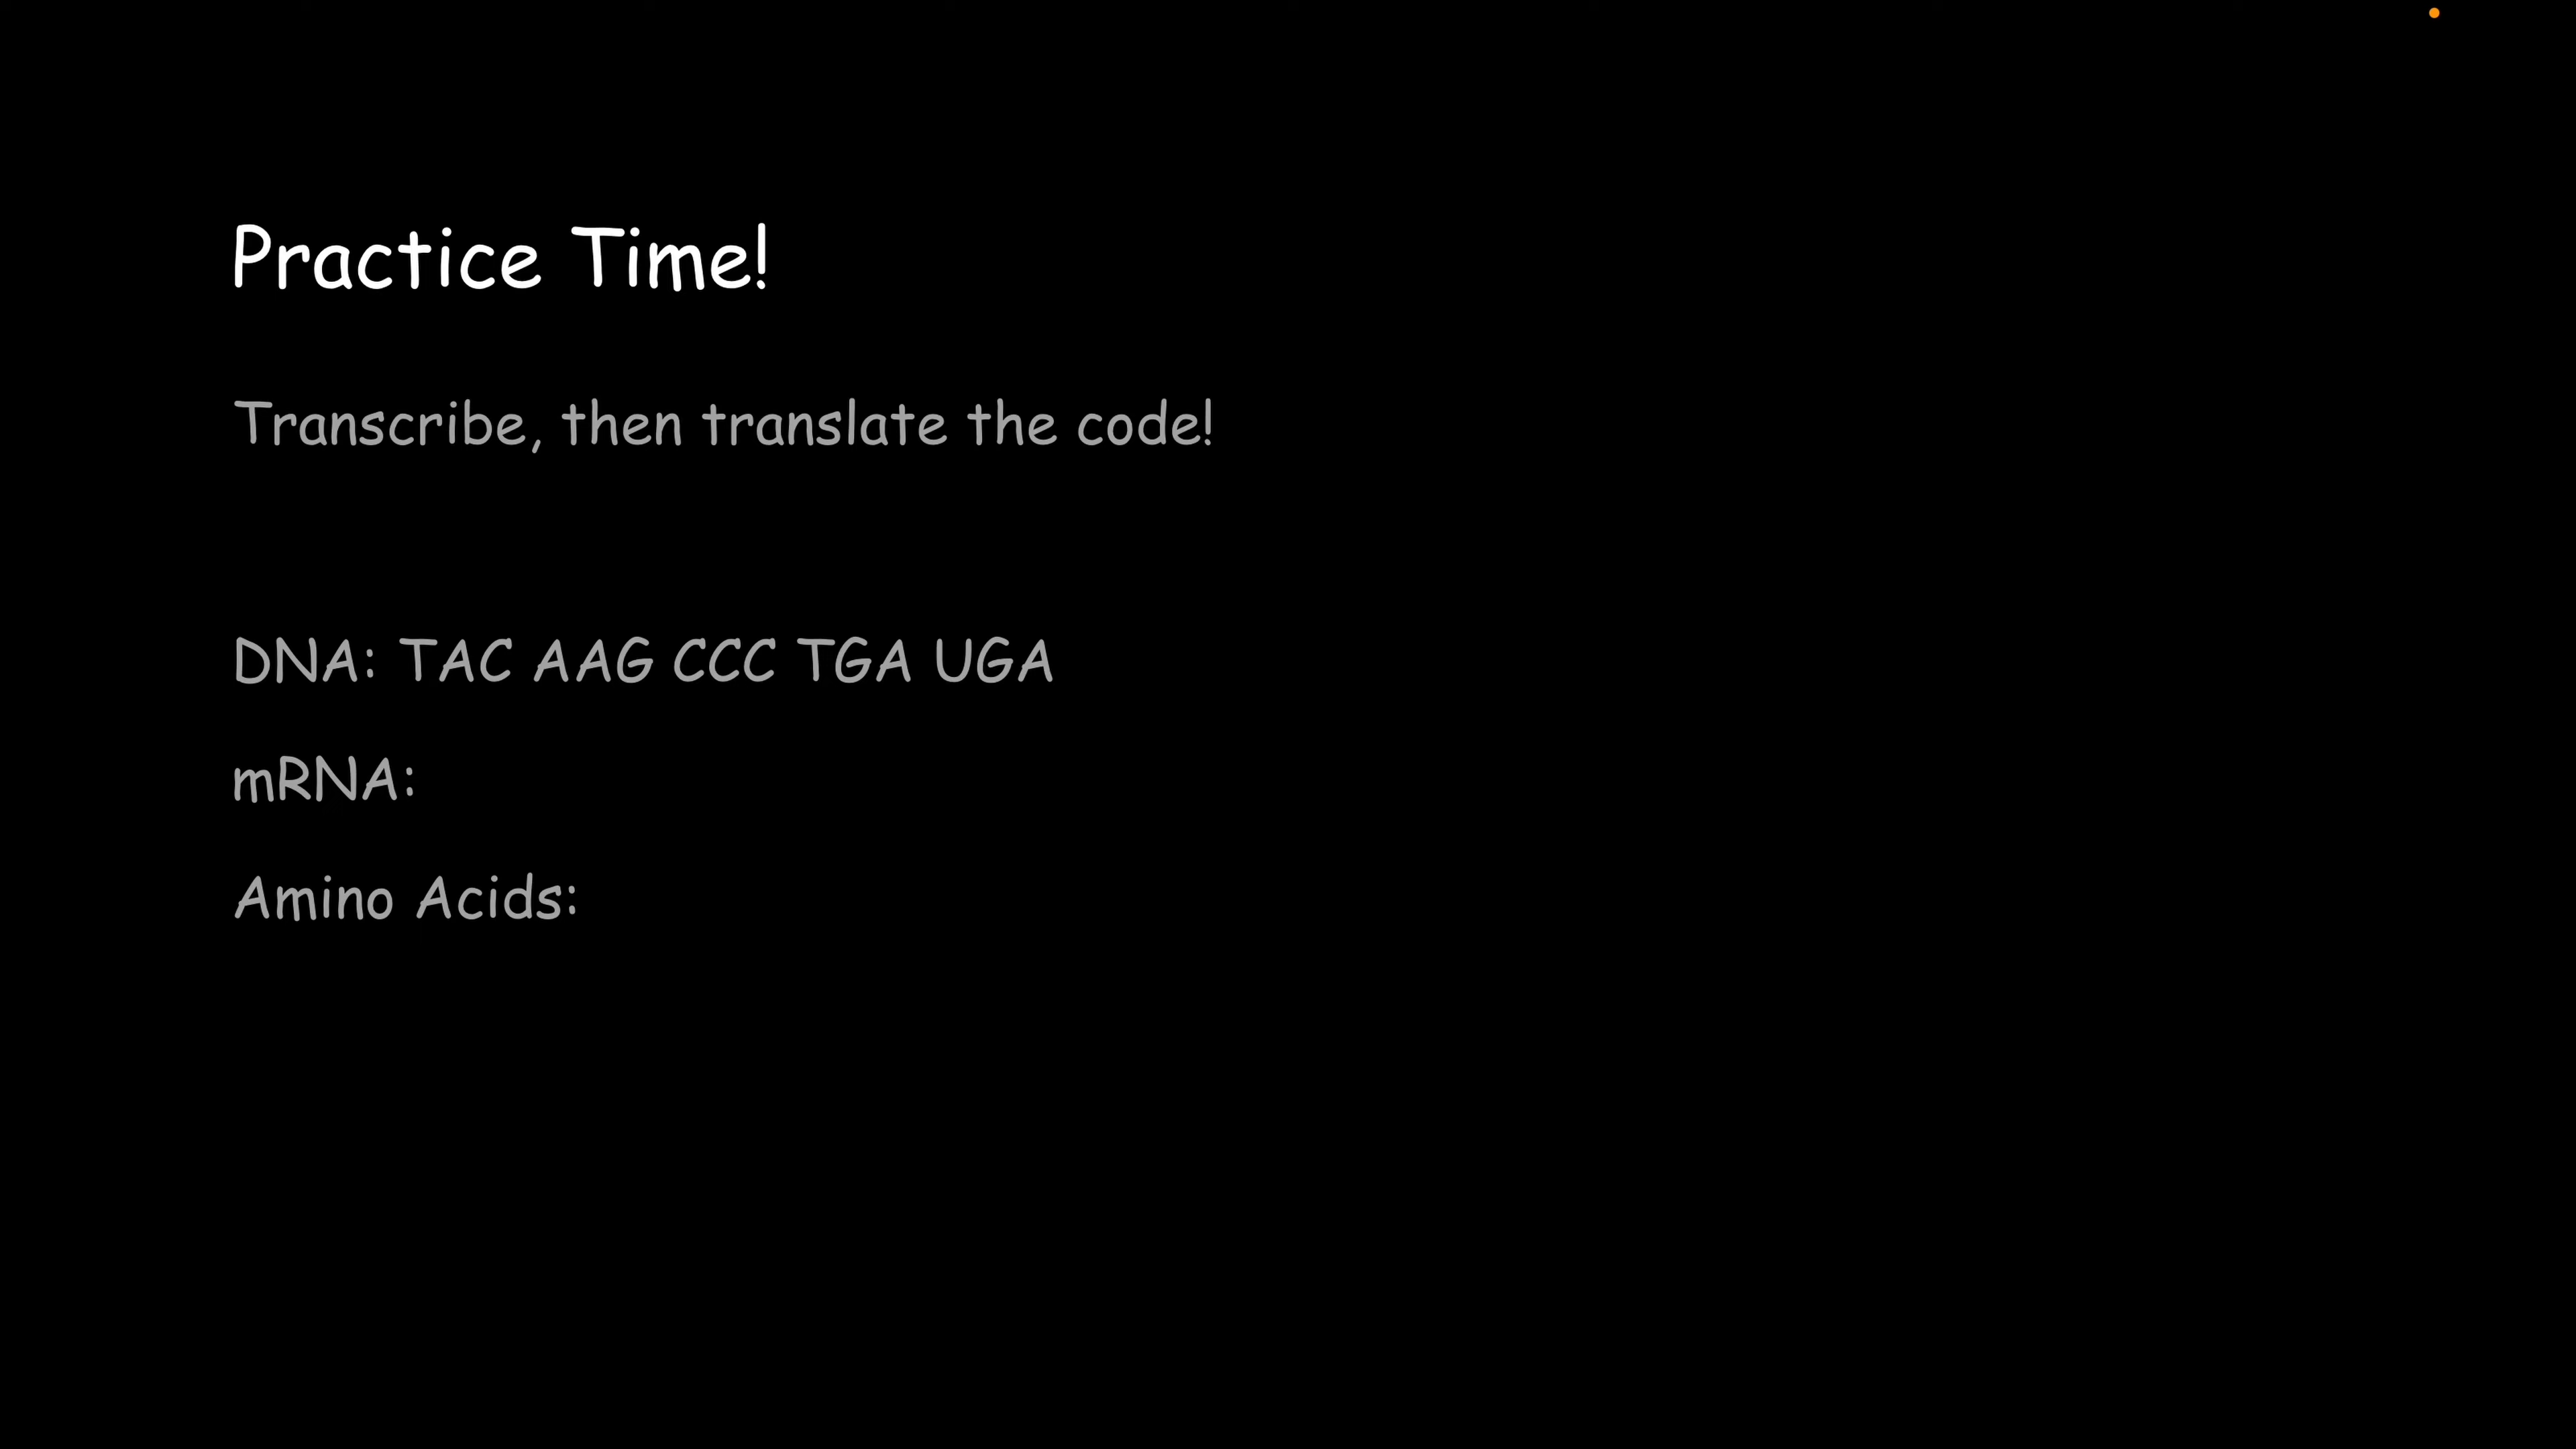 Practice Time!
Transcribe, then translate the code!
DNA: TAC AAG CCC TGA UGA
mRNA:
Amino Acids: